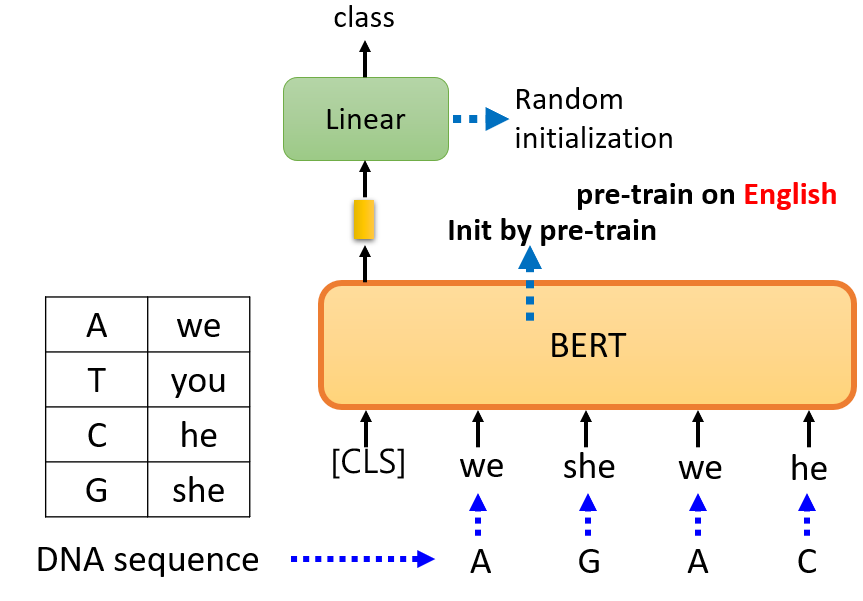 class
Linear
Random
initialization
pre-train on English
Init by pre-train
BERT
A we
T you
C he
G she
[CLS] we she we he
DNA sequence A G A C